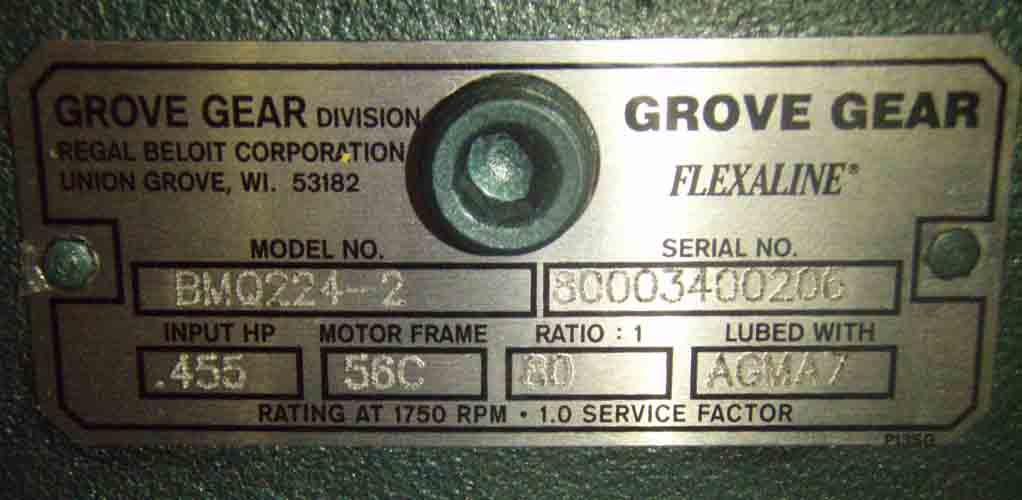 GROVE GEAR DIVISION
REGAL BELOIT CORPORATION
UNION GROVE, WI. 53182
GROVE GEAR
FLEXALINE®
MODEL NO.
BMQ224-2
SERIAL NO.
80003400206
INPUT HP
.455
MOTOR FRAME
56C
RATIO : 1
80
LUBED WITH
AGMA7
RATING AT 1750 RPM • 1.0 SERVICE FACTOR